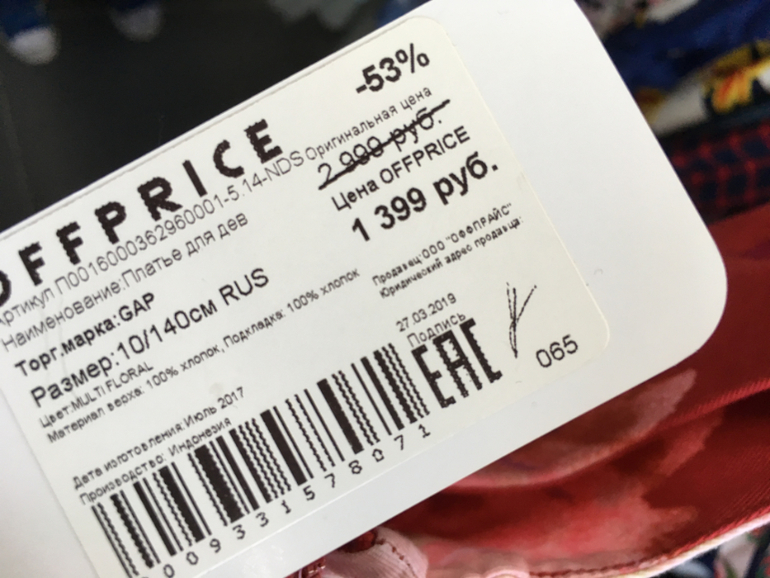 -53%
OFFPRICE
Оригинальная цена
2 999 руб.
Артикул П00160000362960001-5.14-NDS
Цена OFFPRICE
1 399 руб.
Наименование:Платье для дев
Торг.марка:GAP
Размер:10/140см RUS
Цвет:MULTI FLORAL
Материал верха: 100% хлопок, Подкладка: 100% хлопок
Продавец:ООО "ОФФПРАЙС"
Юридический адрес продавца:
27.03.2019
Подпись
EAC
065
Дата изготовления:Июль 2017
Производство: Индонезия
009331578071